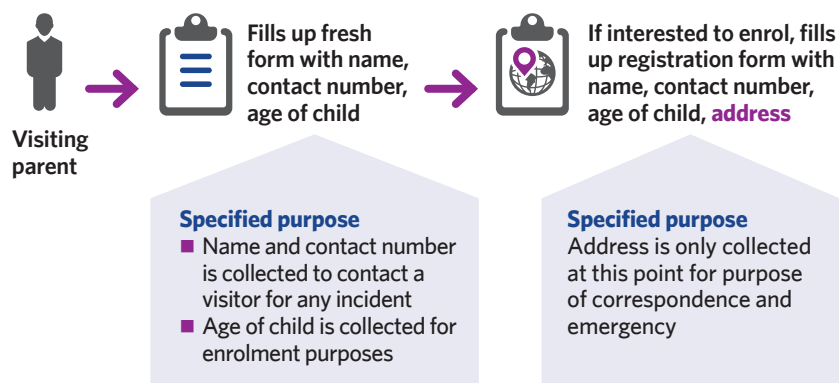 Visiting
parent
Fills up fresh
form with name,
contact number,
age of child
If interested to enrol, fills
up registration form with
name, contact number,
age of child, address
Specified purpose
■ Name and contact number
is collected to contact a
visitor for any incident
■ Age of child is collected for
enrolment purposes
Specified purpose
Address is only collected
at this point for purpose
of correspondence and
emergency